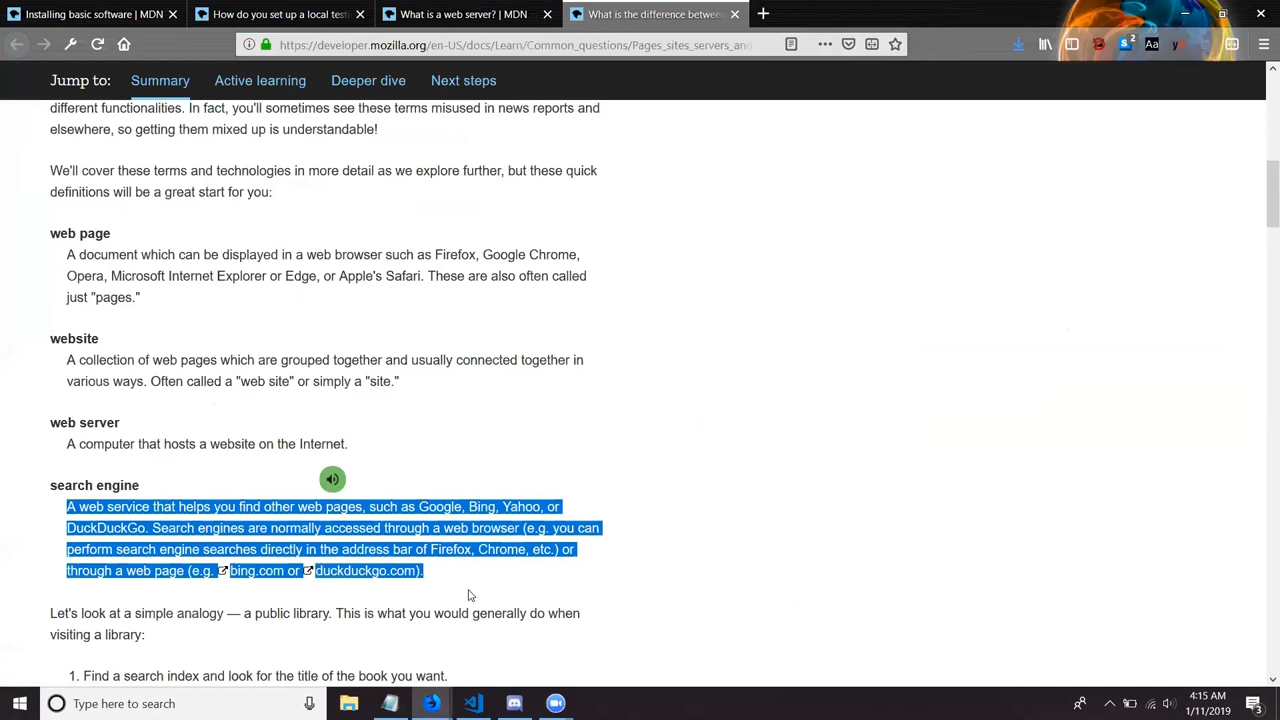 Installing basic software | MDN
How do you set up a local testi
What is a web server? | MDN
What is the difference between
https://developer.mozilla.org/en-US/docs/Learn/Common_questions/Pages_sites_servers_and
2
Aa
Jump to: Summary Active learning Deeper dive Next steps
different functionalities. In fact, you'll sometimes see these terms misused in news reports and
elsewhere, so getting them mixed up is understandable!
We'll cover these terms and technologies in more detail as we explore further, but these quick
definitions will be a great start for you:
web page
A document which can be displayed in a web browser such as Firefox, Google Chrome,
Opera, Microsoft Internet Explorer or Edge, or Apple's Safari. These are also often called
just "pages."
website
A collection of web pages which are grouped together and usually connected together in
various ways. Often called a "web site" or simply a "site."
web server
A computer that hosts a website on the Internet.
search engine
A web service that helps you find other web pages, such as Google, Bing, Yahoo, or
DuckDuckGo. Search engines are normally accessed through a web browser (e.g. you can
perform search engine searches directly in the address bar of Firefox, Chrome, etc.) or
through a web page (e.g. bing.com or duckduckgo.com).
Let's look at a simple analogy — a public library. This is what you would generally do when
visiting a library:
1. Find a search index and look for the title of the book you want.
Type here to search
4:15 AM
1/11/2019
3